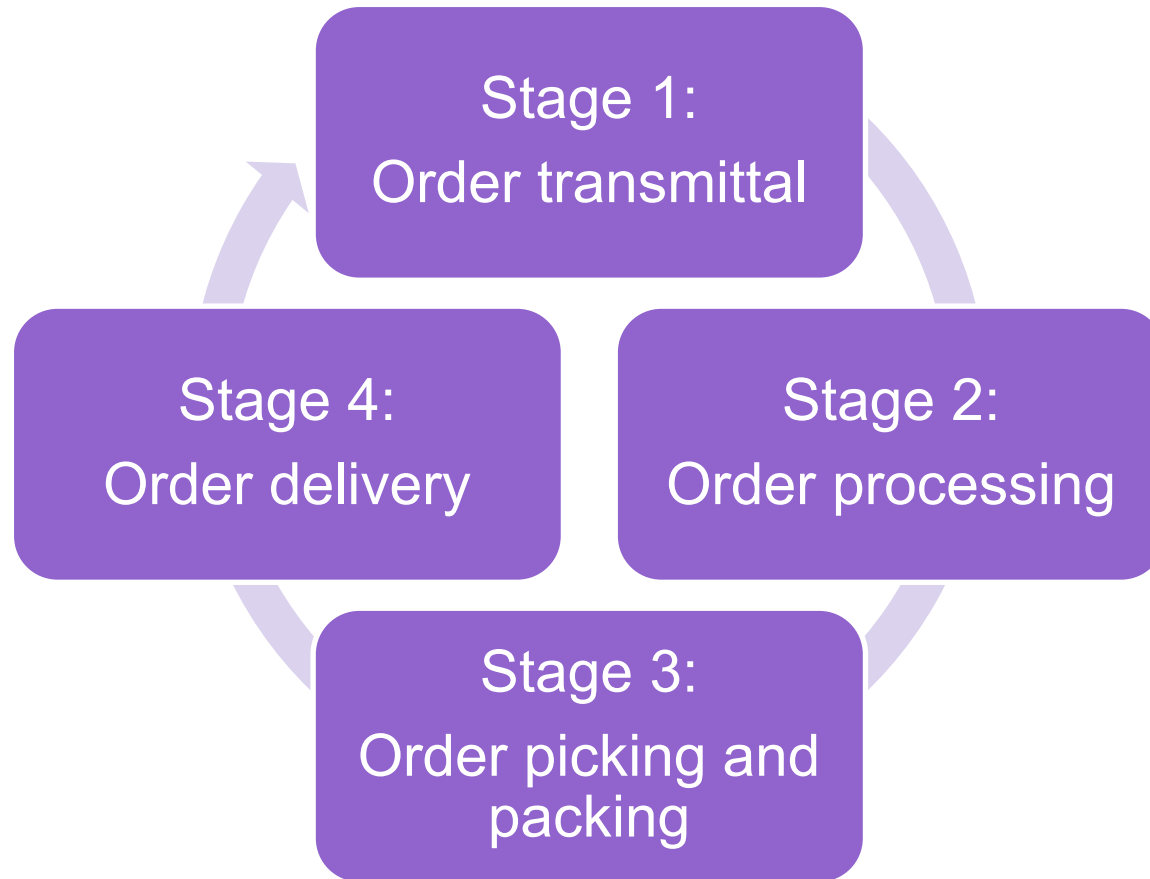 Stage 1:
Order transmittal
Stage 2:
Order processing
Stage 3:
Order picking and
packing
Stage 4:
Order delivery